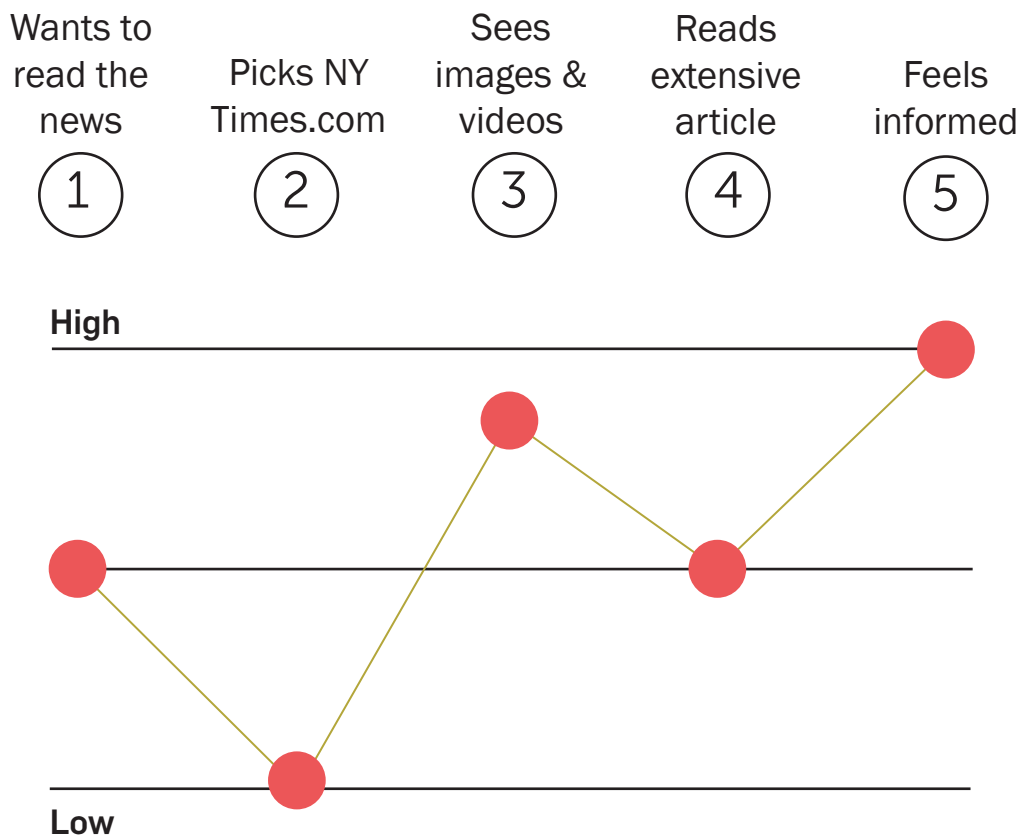 Wants to
read the
news
1
Picks NY
Times.com
2
Sees
images &
videos
3
Reads
extensive
article
4
Feels
informed
5
High
Low